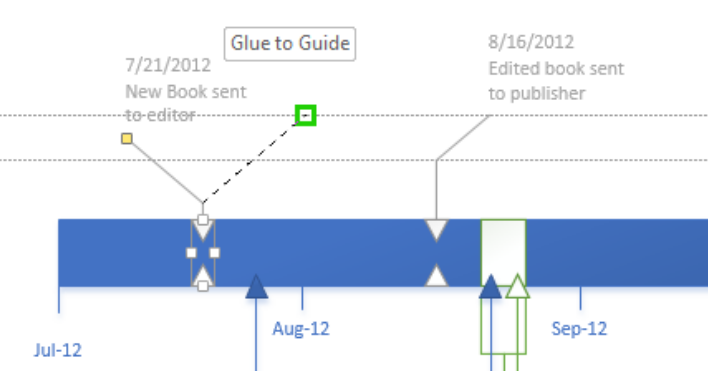 Glue to Guide
7/21/2012
New Book sent
to editor
8/16/2012
Edited book sent
to publisher
Jul-12
Aug-12
Sep-12